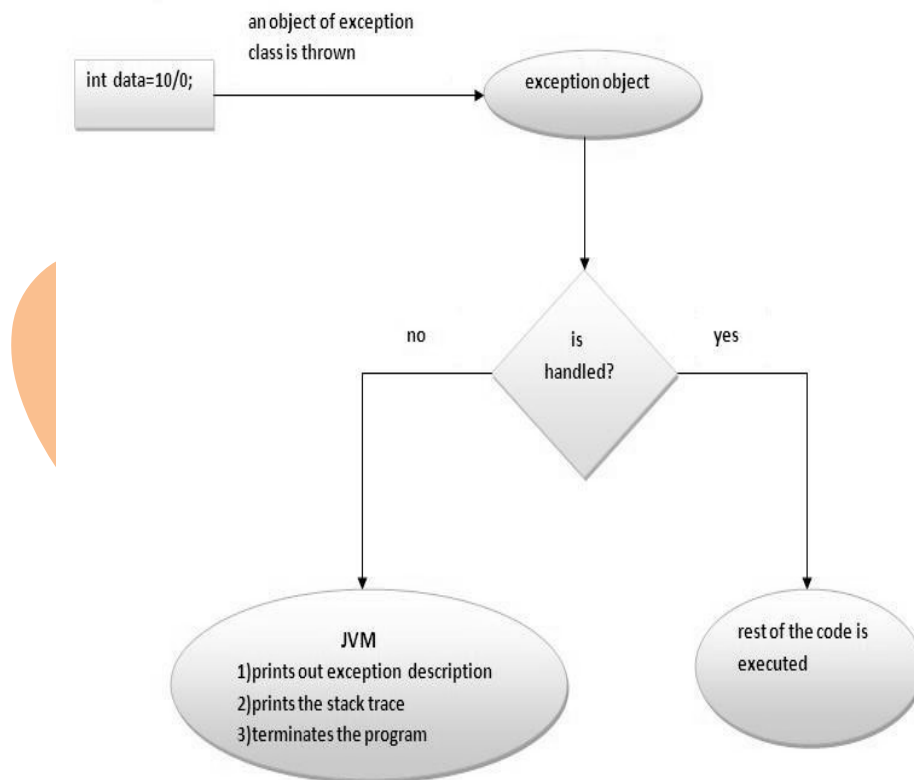 an object of exception
class is thrown
int data=10/0;
exception object
no
is
handled?
yes
JVM
1)prints out exception description
2)prints the stack trace
3)terminates the program
rest of the code is
executed